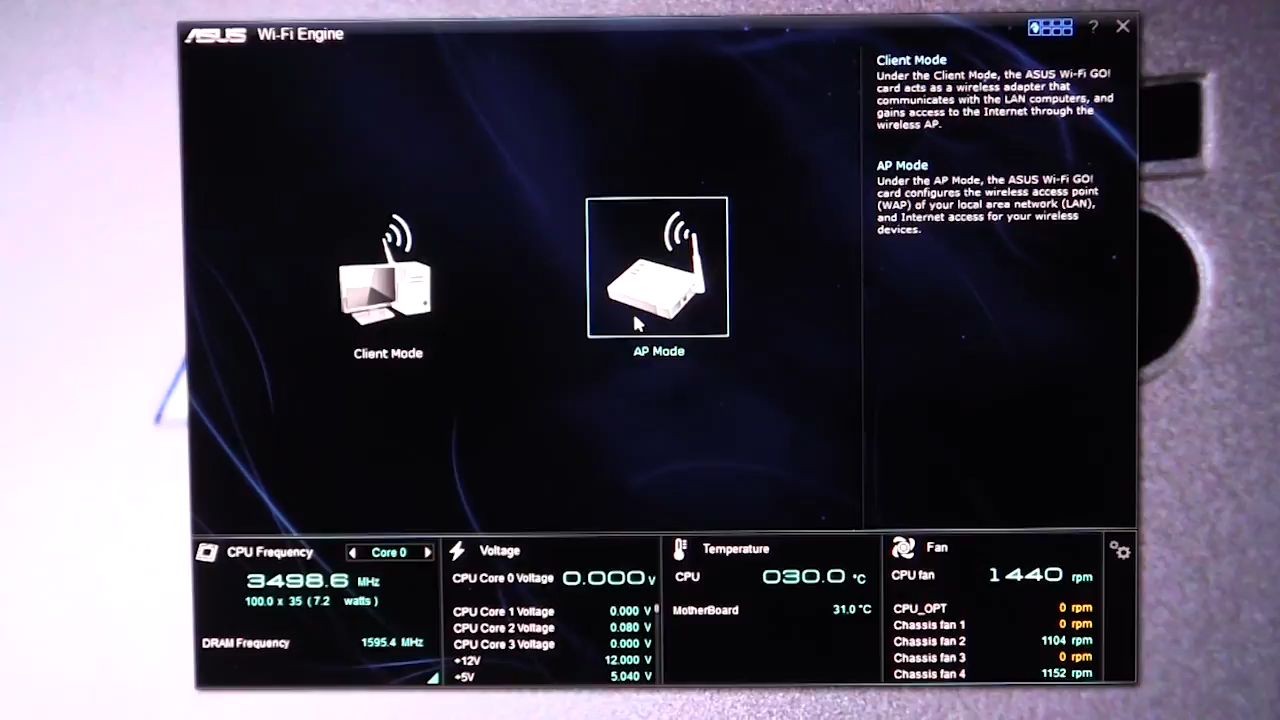 ASUS Wi-Fi Engine
?
Client Mode
Under the Client Mode, the ASUS Wi-Fi GO!
card acts as a wireless adapter that
communicates with the LAN computers, and
gains access to the Internet through the
wireless AP.
AP Mode
Under the AP Mode, the ASUS Wi-Fi GO!
card configures the wireless access point
(WAP) of your local area network (LAN),
and Internet access for your wireless
devices.
Client Mode
AP Mode
CPU Frequency
Core 0
3498.6 MHz
100.0 x 35 ( 7.2 watts )
DRAM Frequency 1595.4 MHz
Voltage
CPU Core 0 Voltage 0.000 V
CPU Core 1 Voltage 0.000 V
CPU Core 2 Voltage 0.080 V
CPU Core 3 Voltage 0.000 V
+12V 12.000 V
+5V 5.040 V
Temperature
CPU 030.0 °C
MotherBoard 31.0 °C
Fan
CPU fan 1440 rpm
CPU_OPT 0 rpm
Chassis fan 1 0 rpm
Chassis fan 2 1104 rpm
Chassis fan 3 0 rpm
Chassis fan 4 1152 rpm